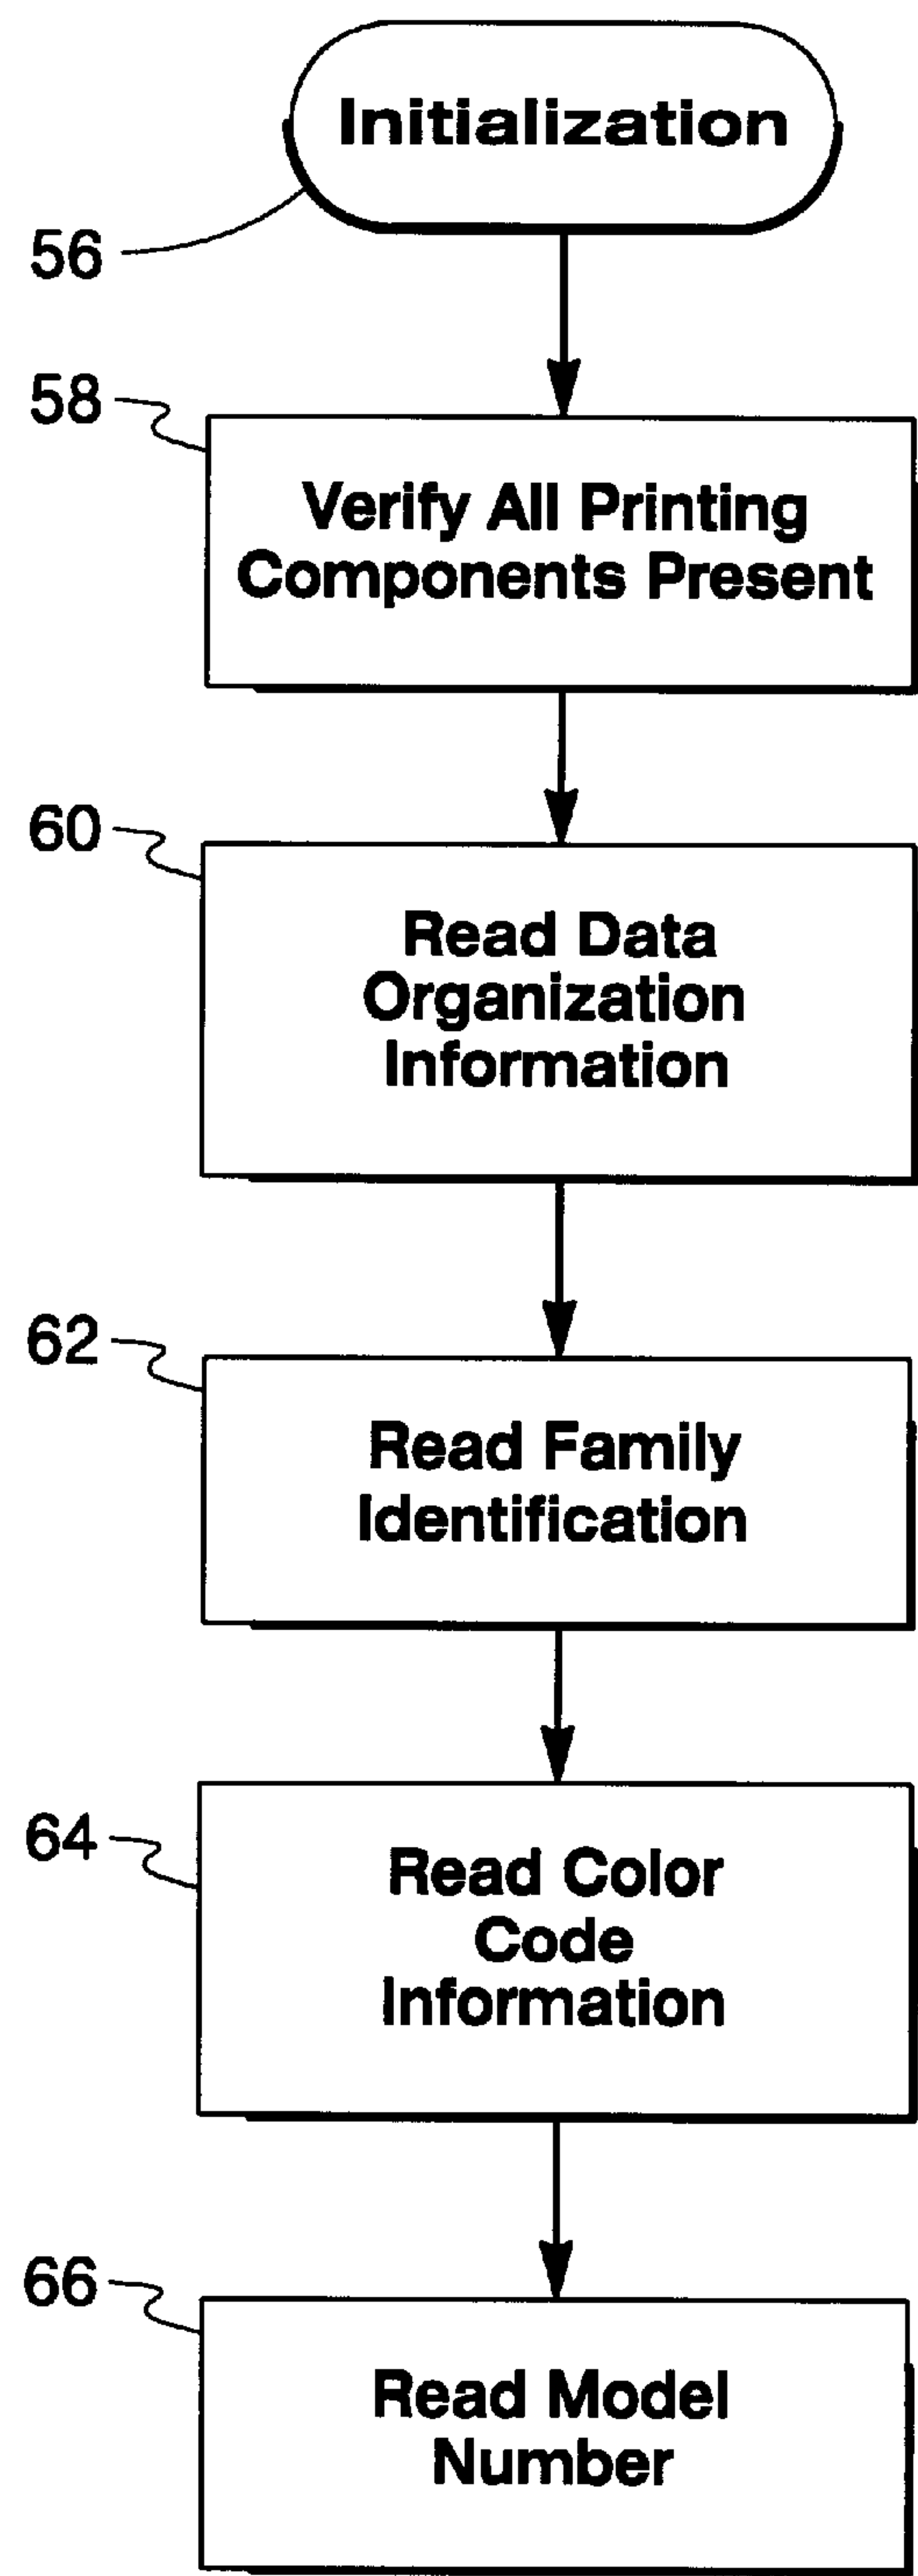 Initialization
56
58
Verify All Printing
Components Present
60
Read Data
Organization
Information
62
Read Family
Identification
64
Read Color
Code
Information
66
Read Model
Number